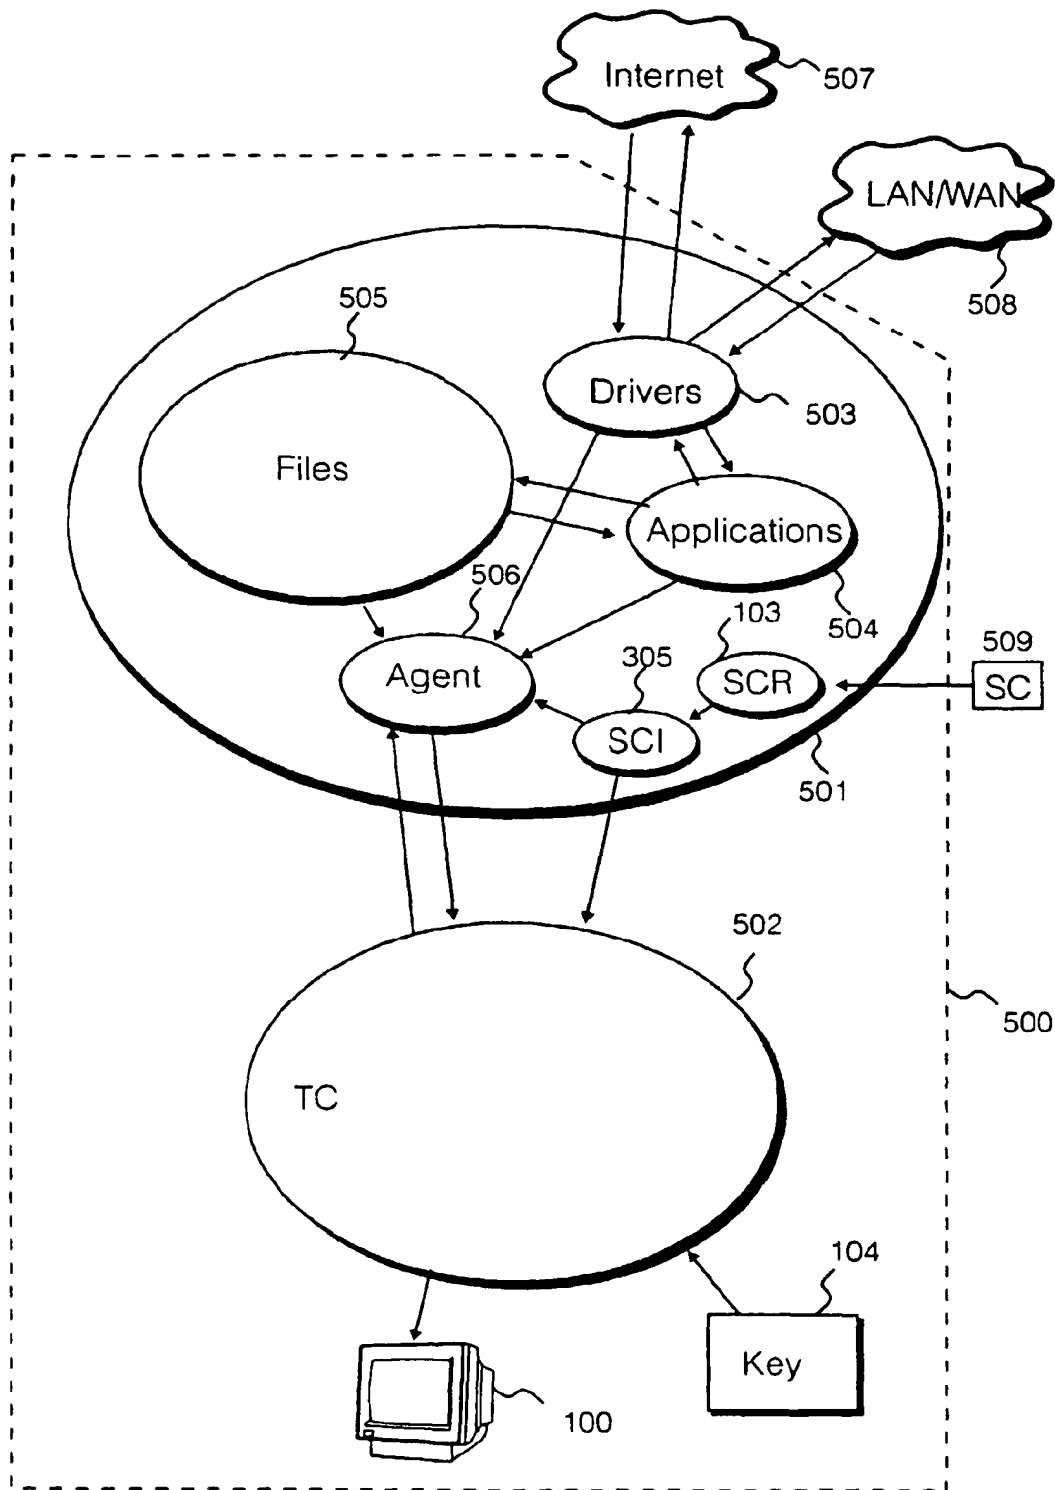 Internet
507
LAN/WAN
508
505
Drivers
503
Files
Applications
506
504
103
509
305
Agent
SCR
SC
SCI
501
502
500
TC
104
Key
100